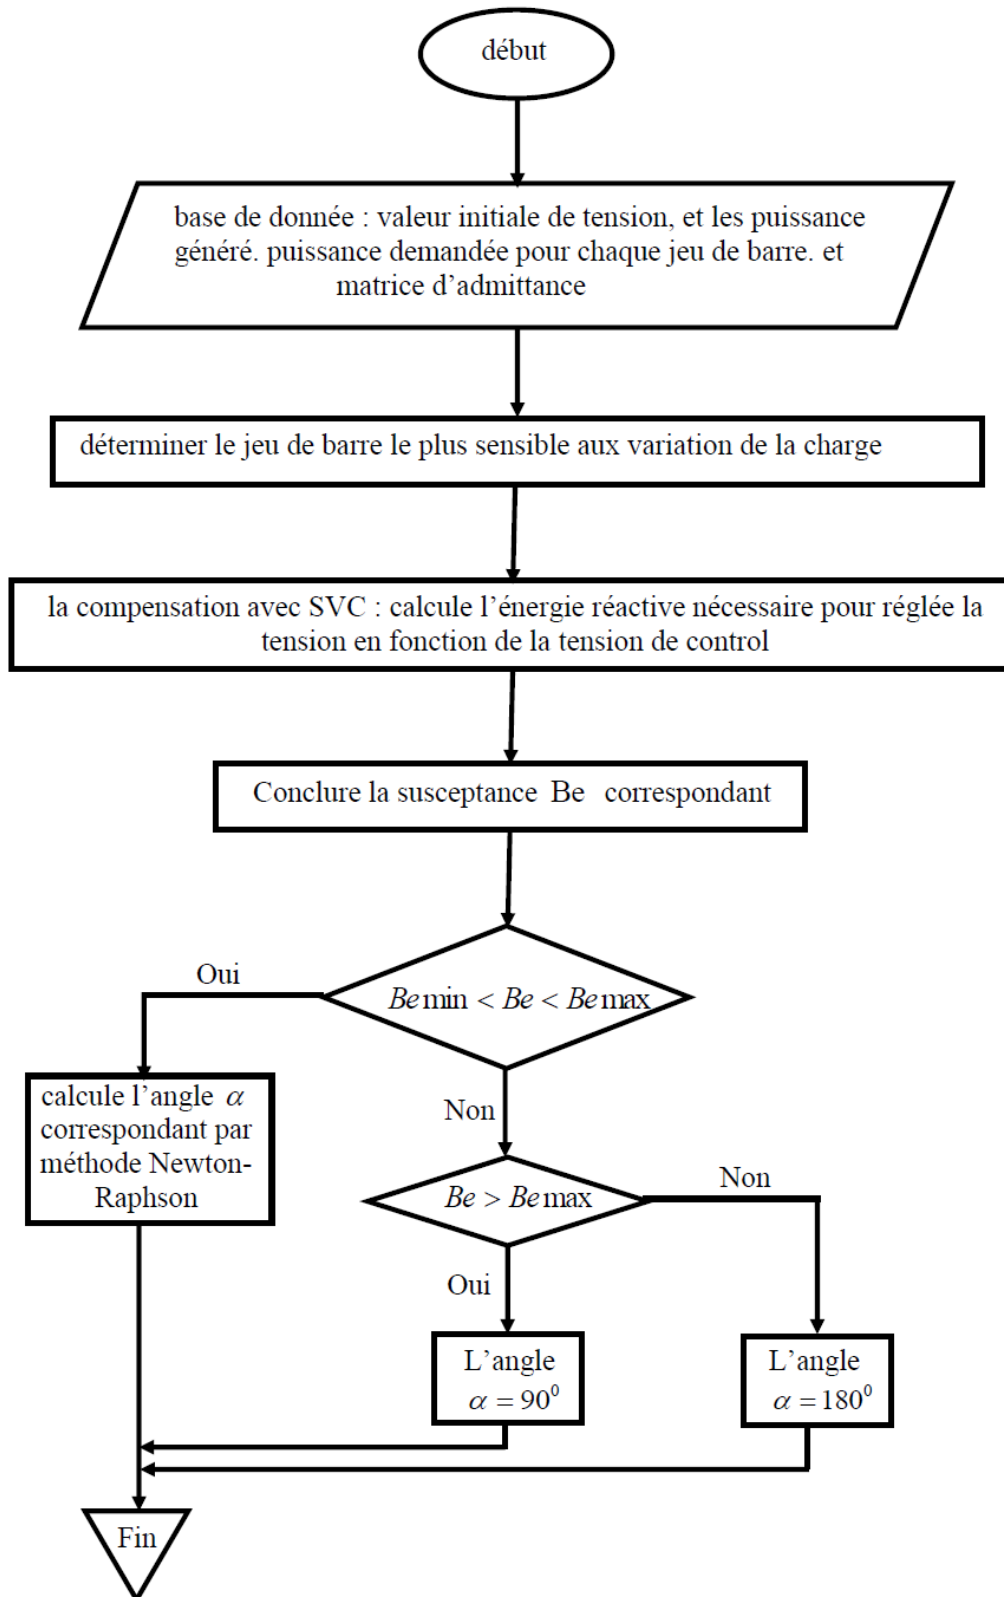 début
base de donnée : valeur initiale de tension, et les puissance
généré. puissance demandée pour chaque jeu de barre. et
matrice d’admittance
déterminer le jeu de barre le plus sensible aux variation de la charge
la compensation avec SVC : calcule l’énergie réactive nécessaire pour réglée la
tension en fonction de la tension de control
Conclure la susceptance Be correspondant
Oui
Be min < Be < Be max
calcule l’angle α
correspondant par
méthode Newton-
Raphson
Non
Be > Be max
Non
Oui
L’angle
α = 90⁰
L’angle
α = 180⁰
Fin